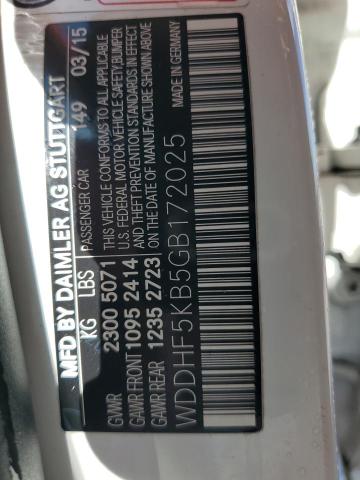 MFD BY DAIMLER AG STUTTGART
KG LBS PASSENGER CAR 149 03/15
GVWR 2300 5071 THIS VEHICLE CONFORMS TO ALL APPLICABLE
U.S. FEDERAL MOTOR VEHICLE SAFETY, BUMPER
GAWR FRONT 1095 2414 AND THEFT PREVENTION STANDARDS IN EFFECT
GAWR REAR 1235 2723 ON THE DATE OF MANUFACTURE SHOWN ABOVE
WDDHF5KB5GB172025 MADE IN GERMANY